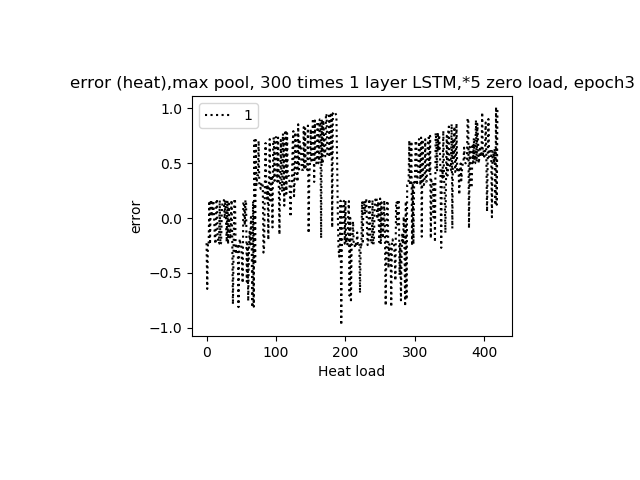 error (heat),max pool, 300 times 1 layer LSTM,*5 zero load, epoch3
1
1.0
0.5
0.0
−0.5
−1.0
error
0 100 200 300 400
Heat load